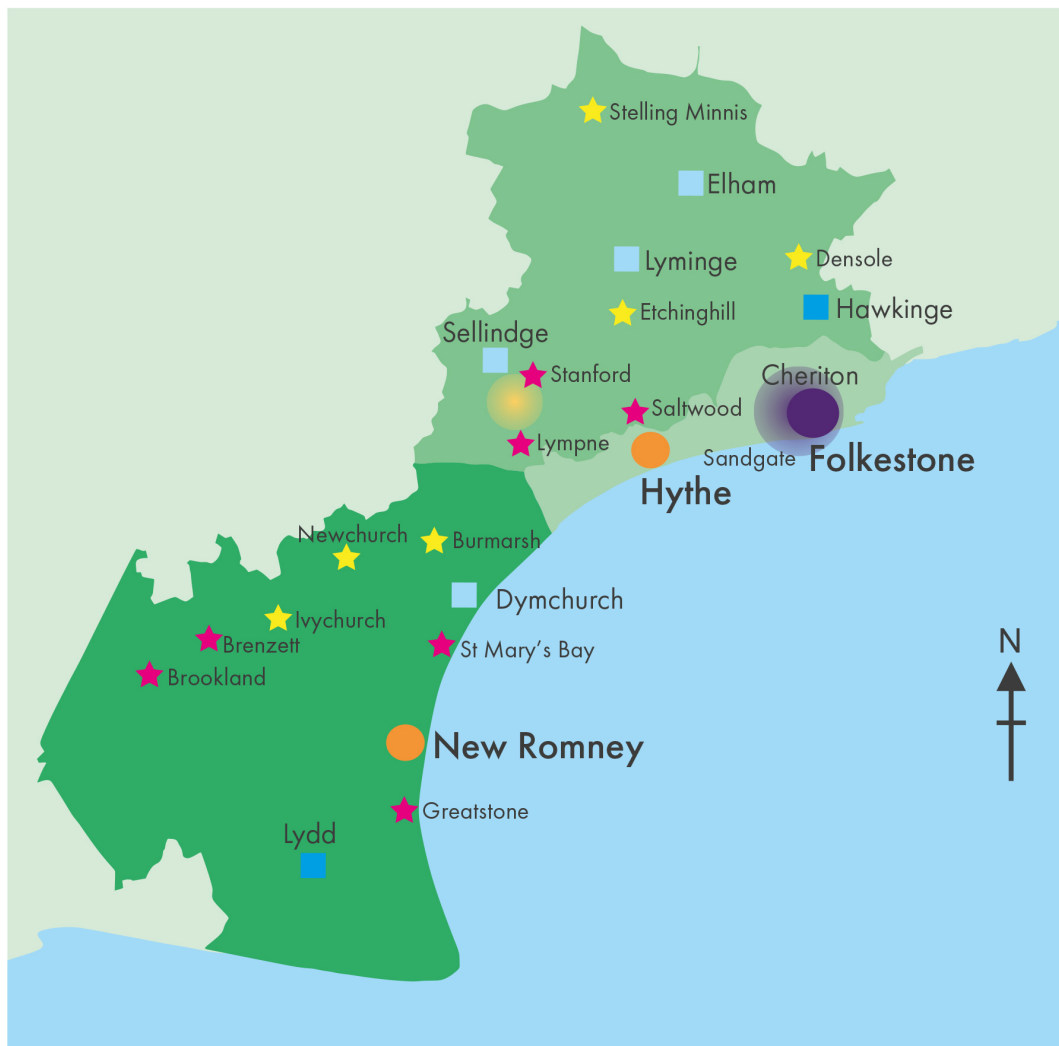 Stelling Minnis
Elham
Lyminge
Densole
Etchinghill
Hawkinge
Sellindge
Stanford
Cheriton
Saltwood
Lympne
Sandgate
Folkestone
Hythe
Newchurch
Burmarsh
Dymchurch
Ivychurch
Brenzett
St Mary's Bay
Brookland
N
New Romney
Greatstone
Lydd